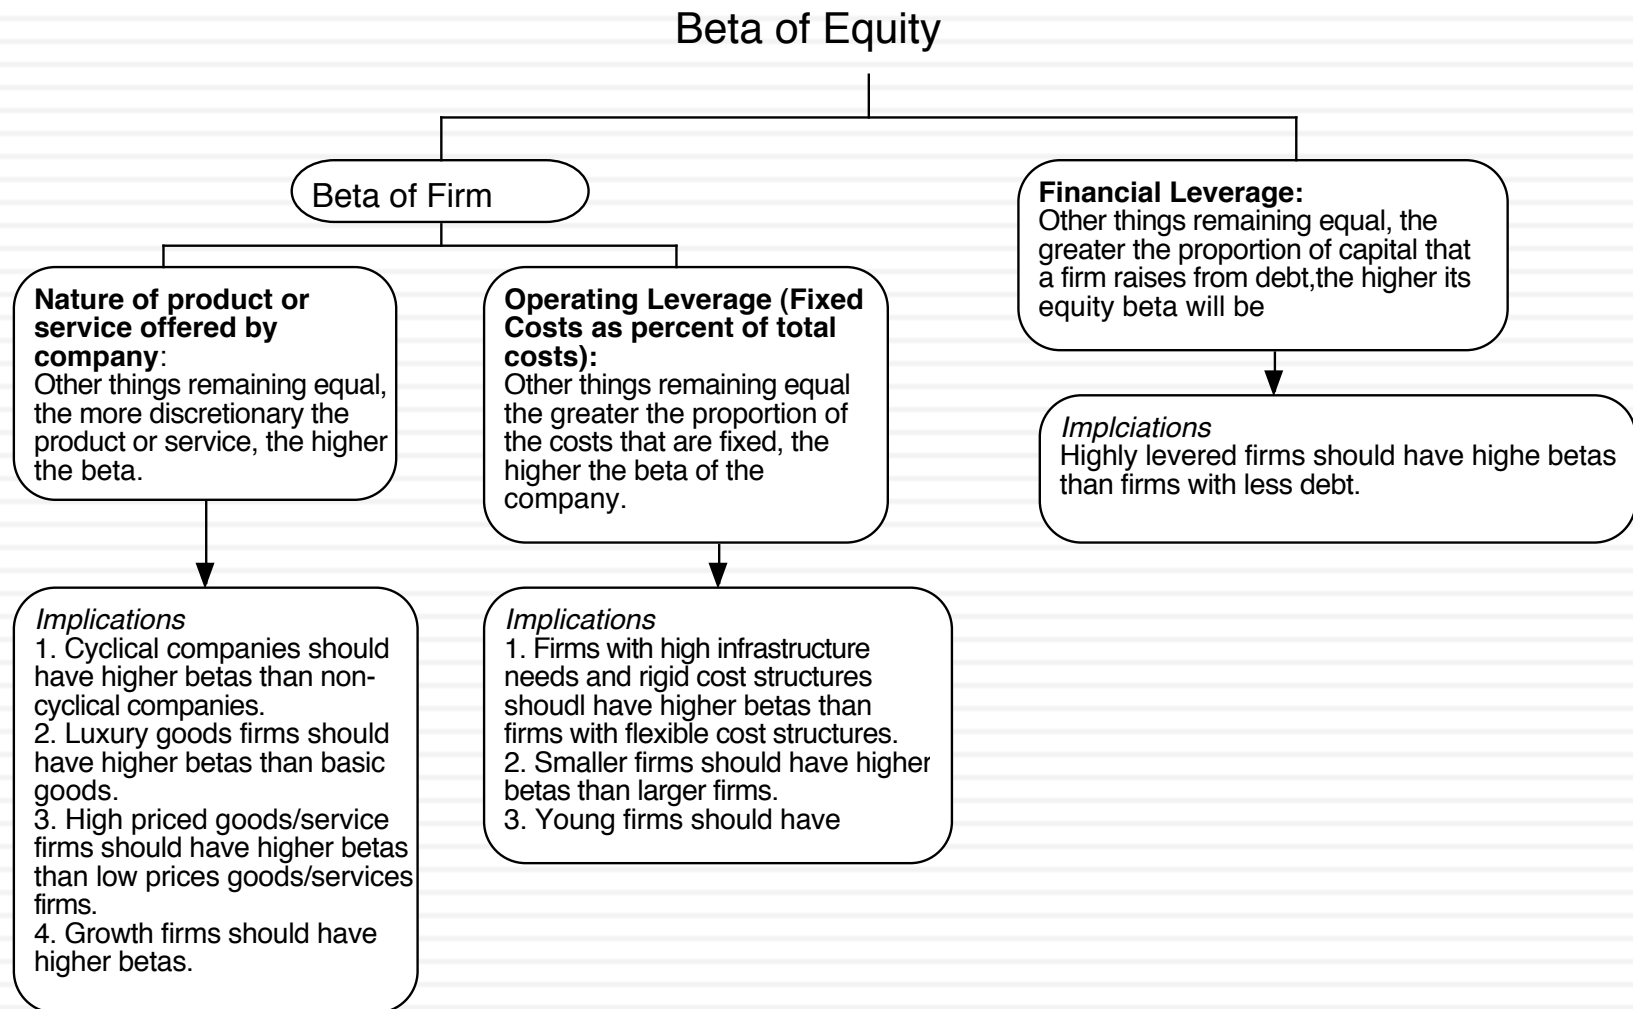 Beta of Equity
Beta of Firm
Financial Leverage:
Other things remaining equal, the
greater the proportion of capital that
a firm raises from debt,the higher its
equity beta will be
Nature of product or
service offered by
company:
Other things remaining equal,
the more discretionary the
product or service, the higher
the beta.
Operating Leverage (Fixed
Costs as percent of total
costs):
Other things remaining equal
the greater the proportion of
the costs that are fixed, the
higher the beta of the
company.
Implciations
Highly levered firms should have highe betas
than firms with less debt.
Implications
1. Cyclical companies should
have higher betas than non-
cyclical companies.
2. Luxury goods firms should
have higher betas than basic
goods.
3. High priced goods/service
firms should have higher betas
than low prices goods/services
firms.
4. Growth firms should have
higher betas.
Implications
1. Firms with high infrastructure
needs and rigid cost structures
shoudl have higher betas than
firms with flexible cost structures.
2. Smaller firms should have higher
betas than larger firms.
3. Young firms should have